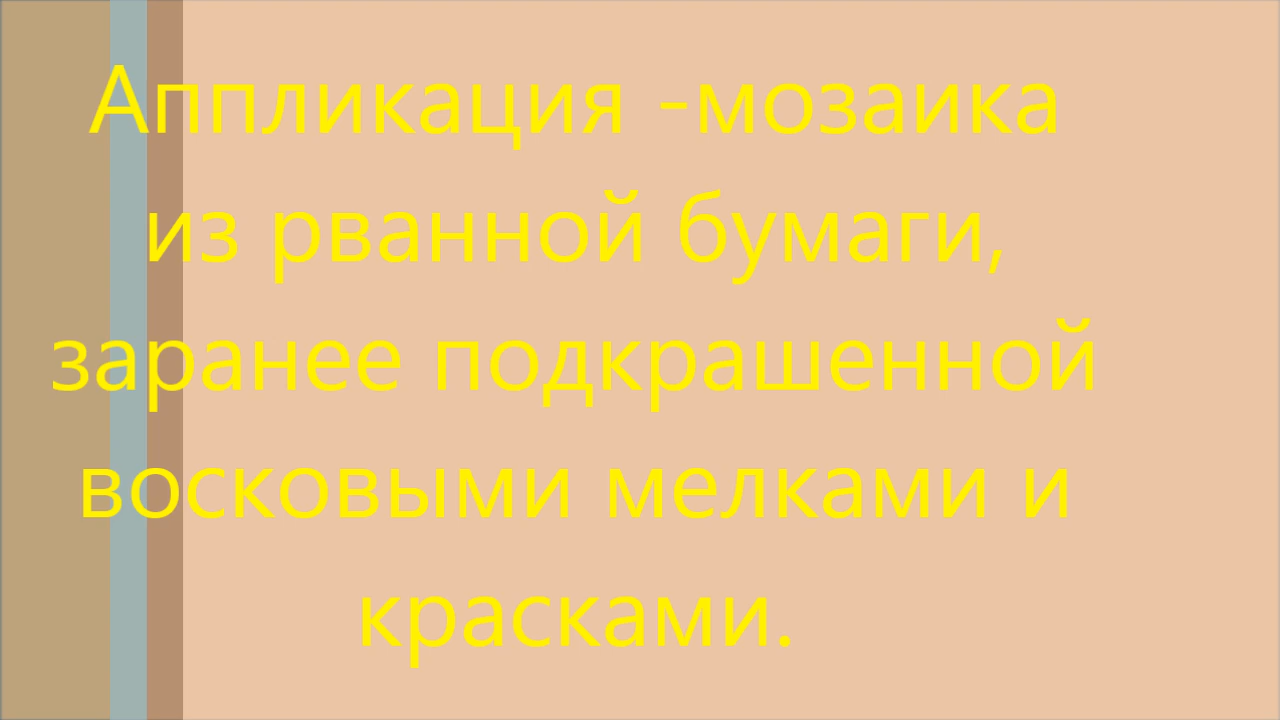 Аппликация -мозаика
из рванной бумаги,
заранее подкрашенной
восковыми мелками и
красками.